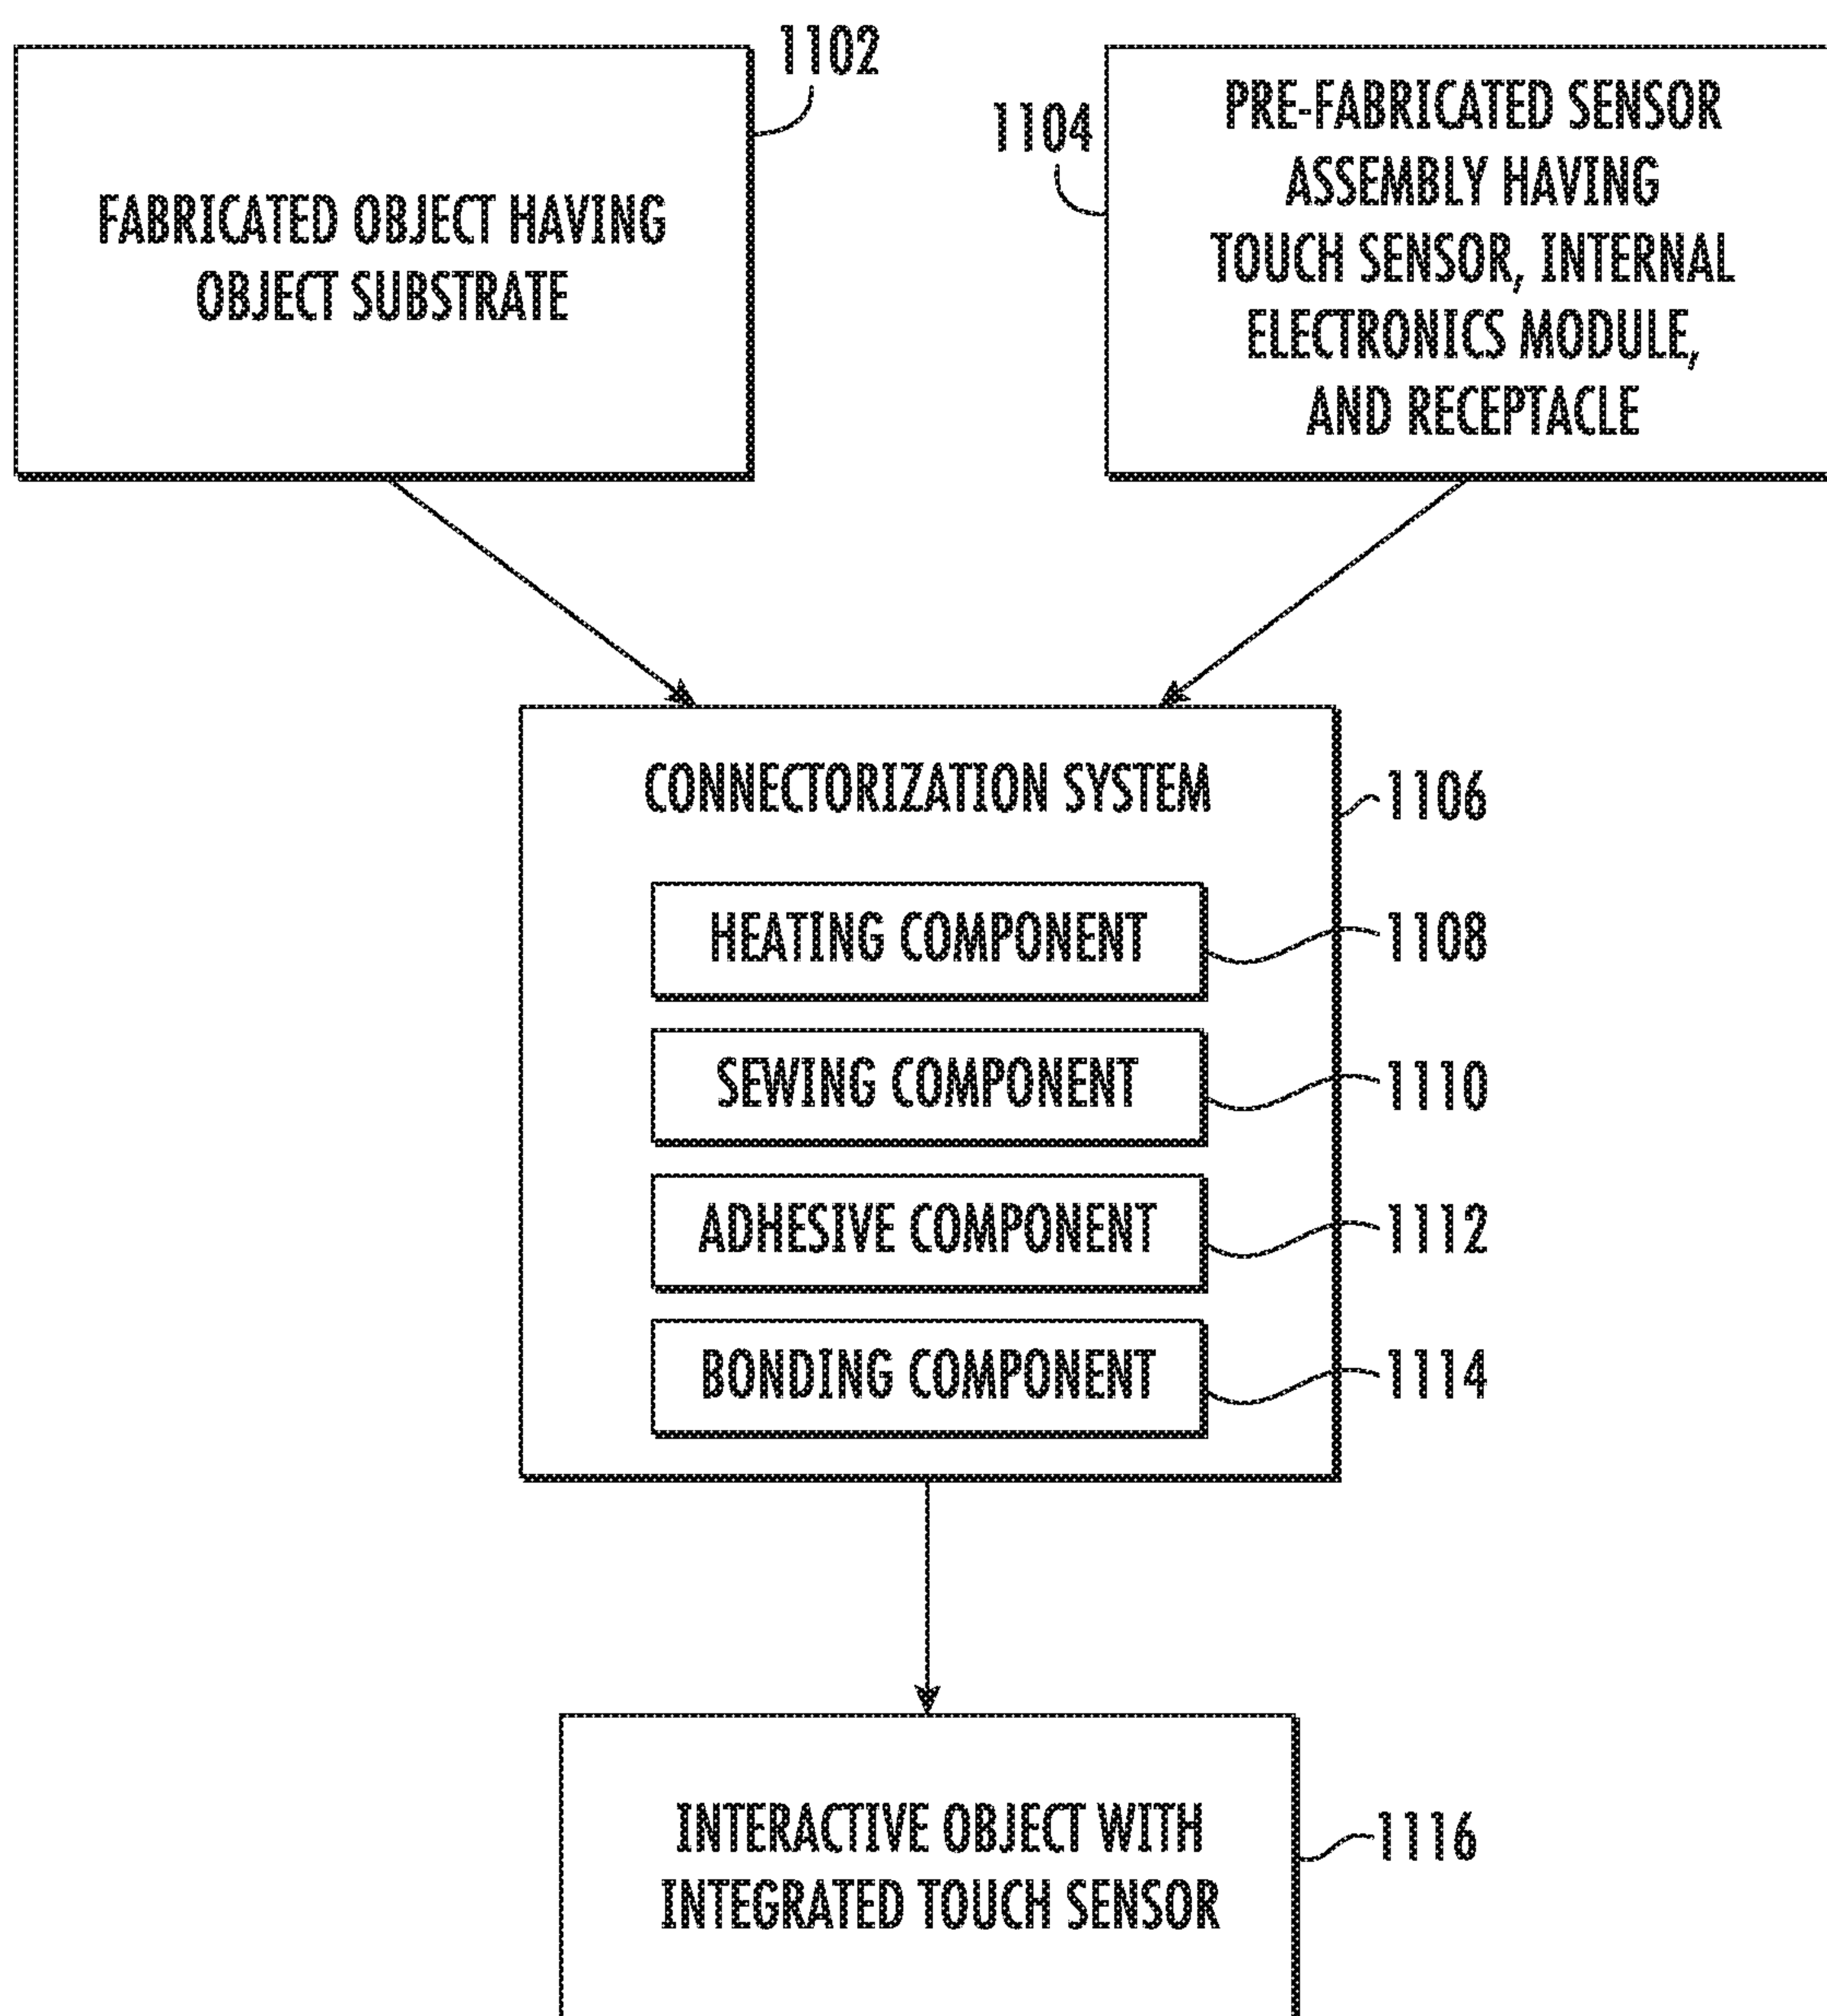 1102
FABRICATED OBJECT HAVING
OBJECT SUBSTRATE
1104
PRE-FABRICATED SENSOR
ASSEMBLY HAVING
TOUCH SENSOR, INTERNAL
ELECTRONICS MODULE,
AND RECEPTACLE
CONNECTORIZATION SYSTEM
1106
HEATING COMPONENT
1108
SEWING COMPONENT
1110
ADHESIVE COMPONENT
1112
BONDING COMPONENT
1114
INTERACTIVE OBJECT WITH
INTEGRATED TOUCH SENSOR
1116